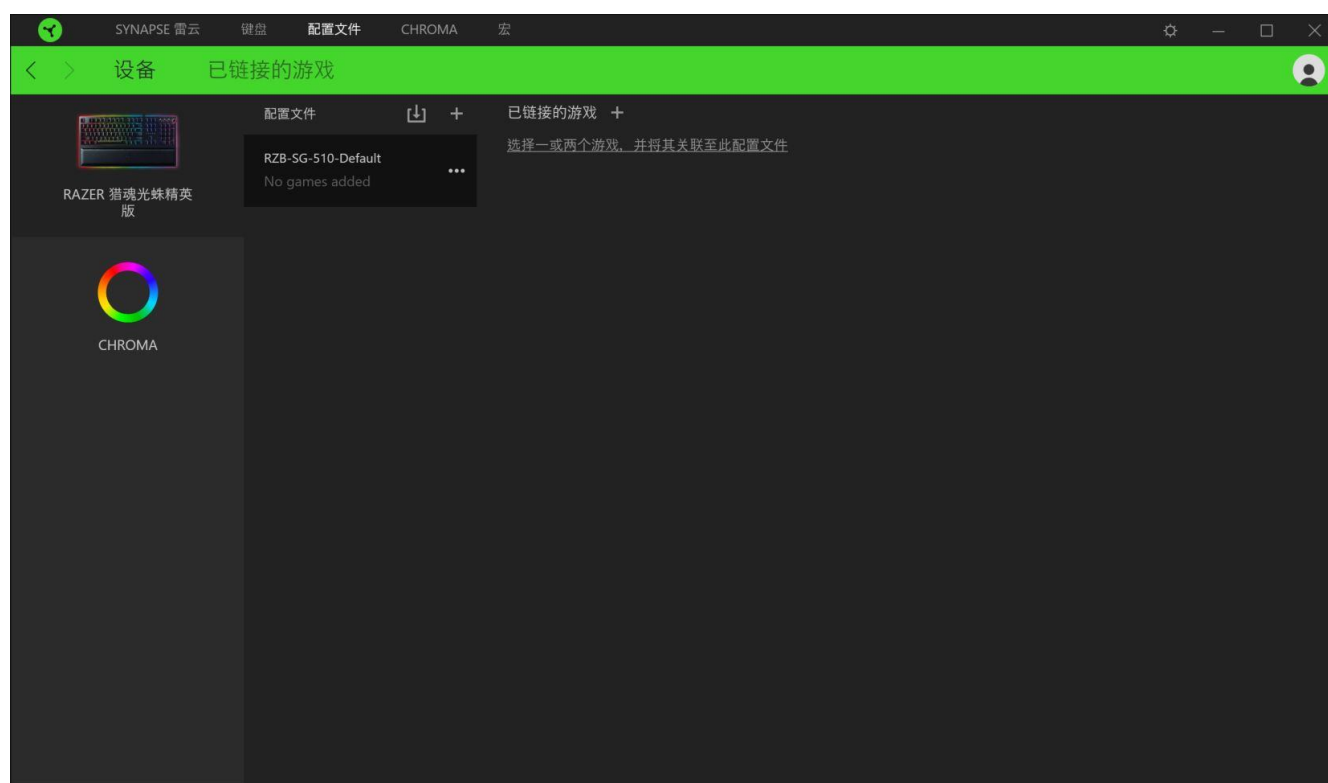 SYNAPSE 雷云 键盘 配置文件 CHROMA 宏
设备 已链接的游戏
RAZER 猎魂光蛛精英
版
CHROMA
配置文件
RZB-SG-510-Default
No games added
已链接的游戏
选择一或两个游戏，并将其关联至此配置文件